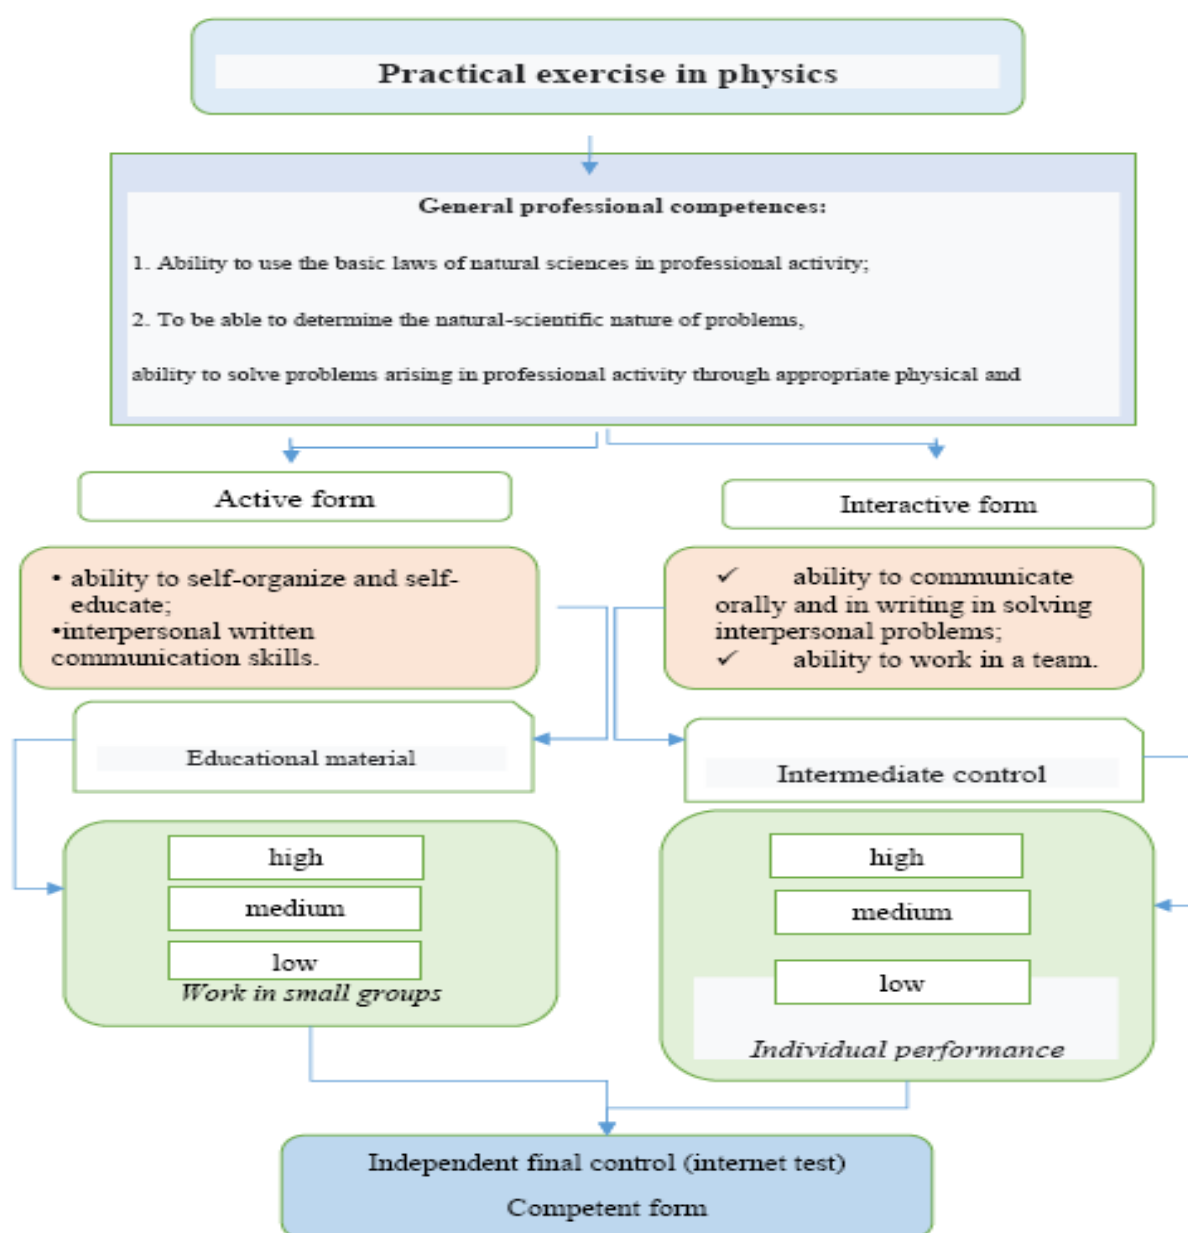 Practical exercise in physics
General professional competences:
1. Ability to use the basic laws of natural sciences in professional activity;
2. To be able to determine the natural-scientific nature of problems,
ability to solve problems arising in professional activity through appropriate physical and
Active form
Interactive form
• ability to self-organize and self-
educate;
•interpersonal written
communication skills.
✓ ability to communicate
orally and in writing in solving
interpersonal problems;
✓ ability to work in a team.
Educational material
Intermediate control
high
medium
low
Work in small groups
high
medium
low
Individual performance
Independent final control (internet test)
Competent form